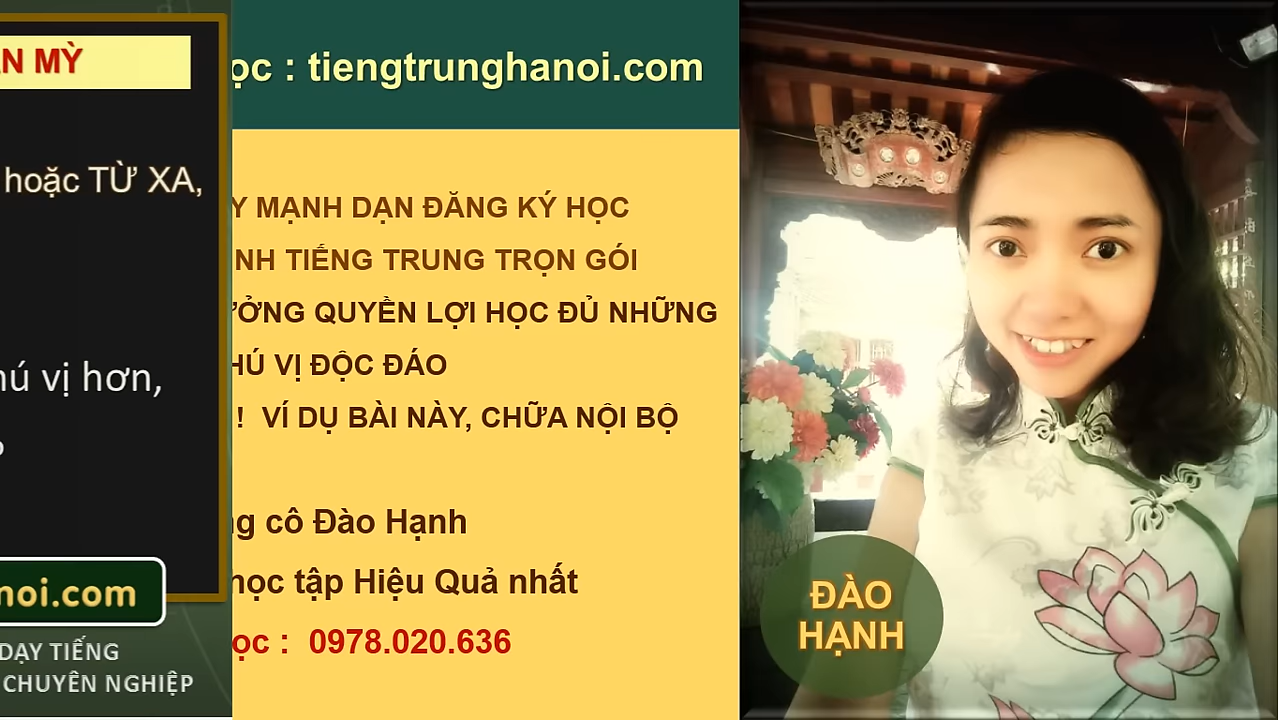 N MỲ
hoặc TỪ XA,
ú vị hơn,
noi.com
DẠY TIẾNG
CHUYÊN NGHIỆP
ọc : tiengtrunghanoi.com
Y MẠNH DẠN ĐĂNG KÝ HỌC
NH TIẾNG TRUNG TRỌN GÓI
ƯỞNG QUYỀN LỢI HỌC ĐỦ NHỮNG
HÚ VỊ ĐỘC ĐÁO
! VÍ DỤ BÀI NÀY, CHỮA NỘI BỘ
ng cô Đào Hạnh
học tập Hiệu Quả nhất
ọc : 0978.020.636
ĐÀO
HẠNH